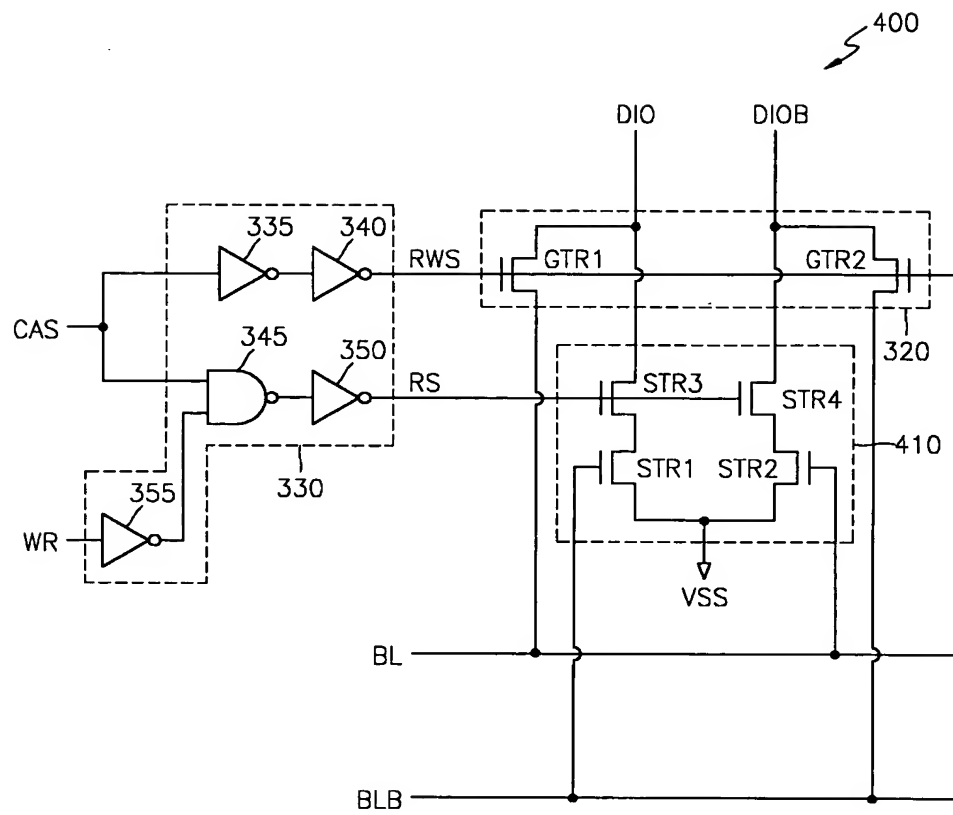 400
DIO DIOB
335 340
RWS GTR1 GTR2
CAS
345 350
RS
320
STR3 STR4
410
STR1 STR2
330
355
WR
VSS
BL
BLB